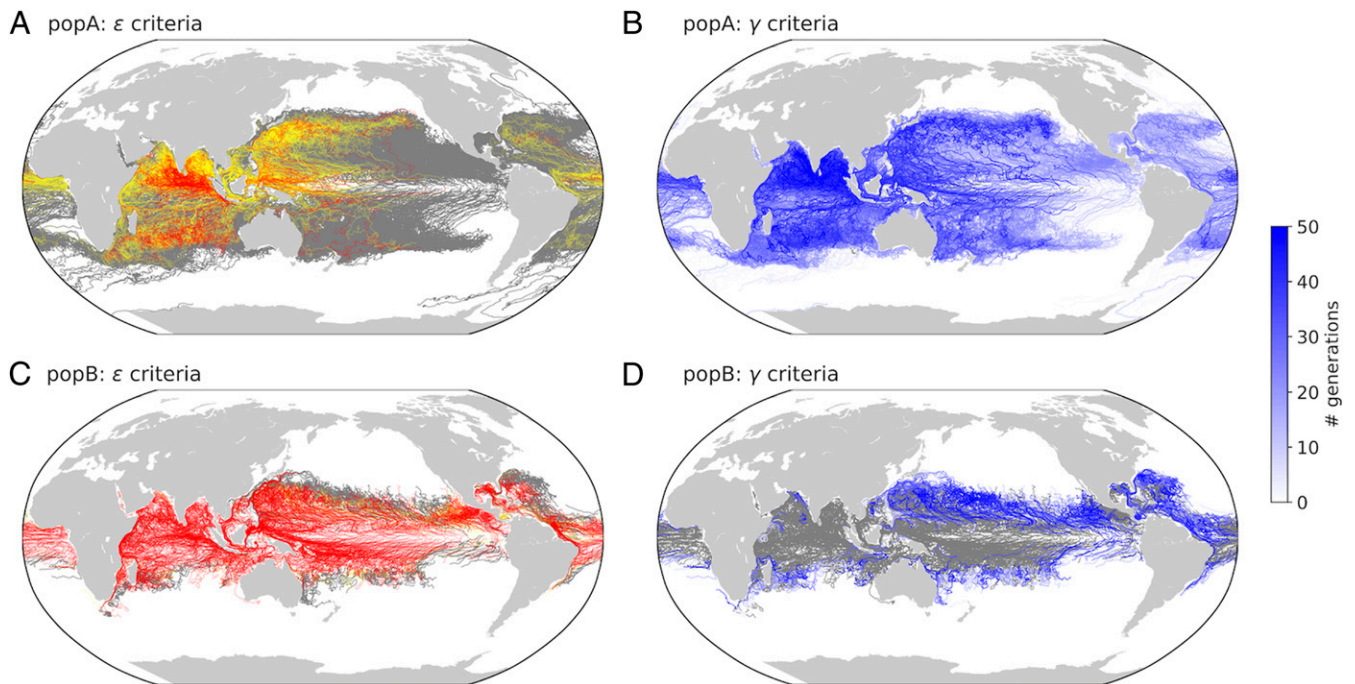 A popA: ε criteria
B popA: γ criteria
50
40
30
20
10
0
# generations
C popB: ε criteria
D popB: γ criteria